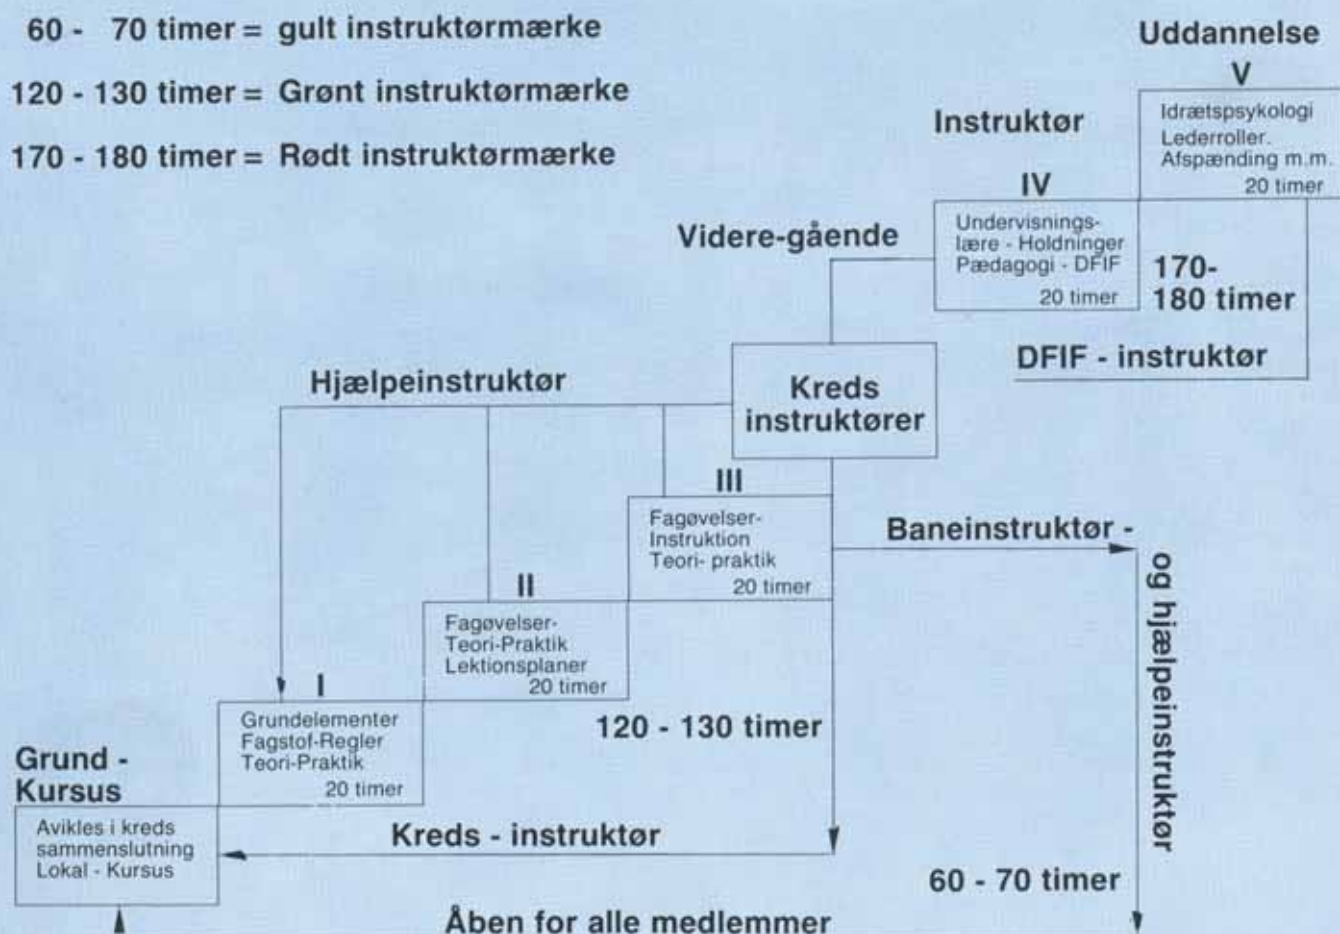 60 - 70 timer = gult instruktørmærke
120 - 130 timer = Grønt instruktørmærke
170 - 180 timer = Rødt instruktørmærke
Uddannelse
V
Idrætspsykologi
Lederroller.
Afspænding m.m.
20 timer
Instruktør
IV
Undervisnings-
lære - Holdninger
Pædagogi - DFIF
20 timer
170-
180 timer
DFIF - instruktør
Videre-gående
Kreds
instruktører
Hjælpeinstruktør
III
Fagøvelser-
Instruktion
Teori- praktik
20 timer
Baneinstruktør -
og hjælpeinstruktør
II
Fagøvelser-
Teori-Praktik
Lektionsplaner
20 timer
I
Grundelementer
Fagstof-Regler
Teori-Praktik
20 timer
120 - 130 timer
Grund -
Kursus
Avikles i kreds
sammenslutning
Lokal - Kursus
Kreds - instruktør
60 - 70 timer
Åben for alle medlemmer